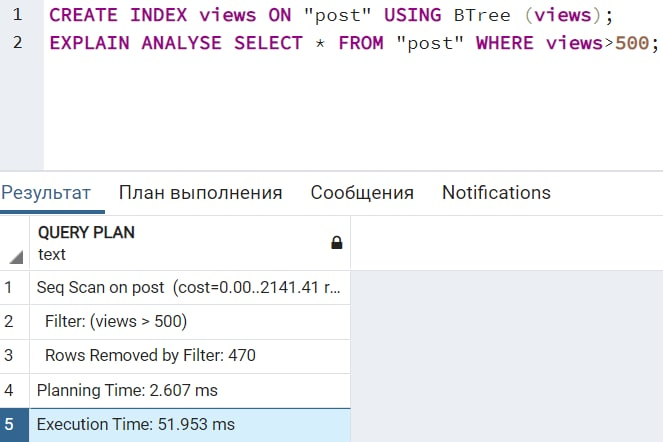 1 CREATE INDEX views ON "post" USING BTree (views);
2 EXPLAIN ANALYSE SELECT * FROM "post" WHERE views>500;
Результат План выполнения Сообщения Notifications
QUERY PLAN
text
1 Seq Scan on post (cost=0.00..2141.41 r...
2 Filter: (views > 500)
3 Rows Removed by Filter: 470
4 Planning Time: 2.607 ms
5 Execution Time: 51.953 ms